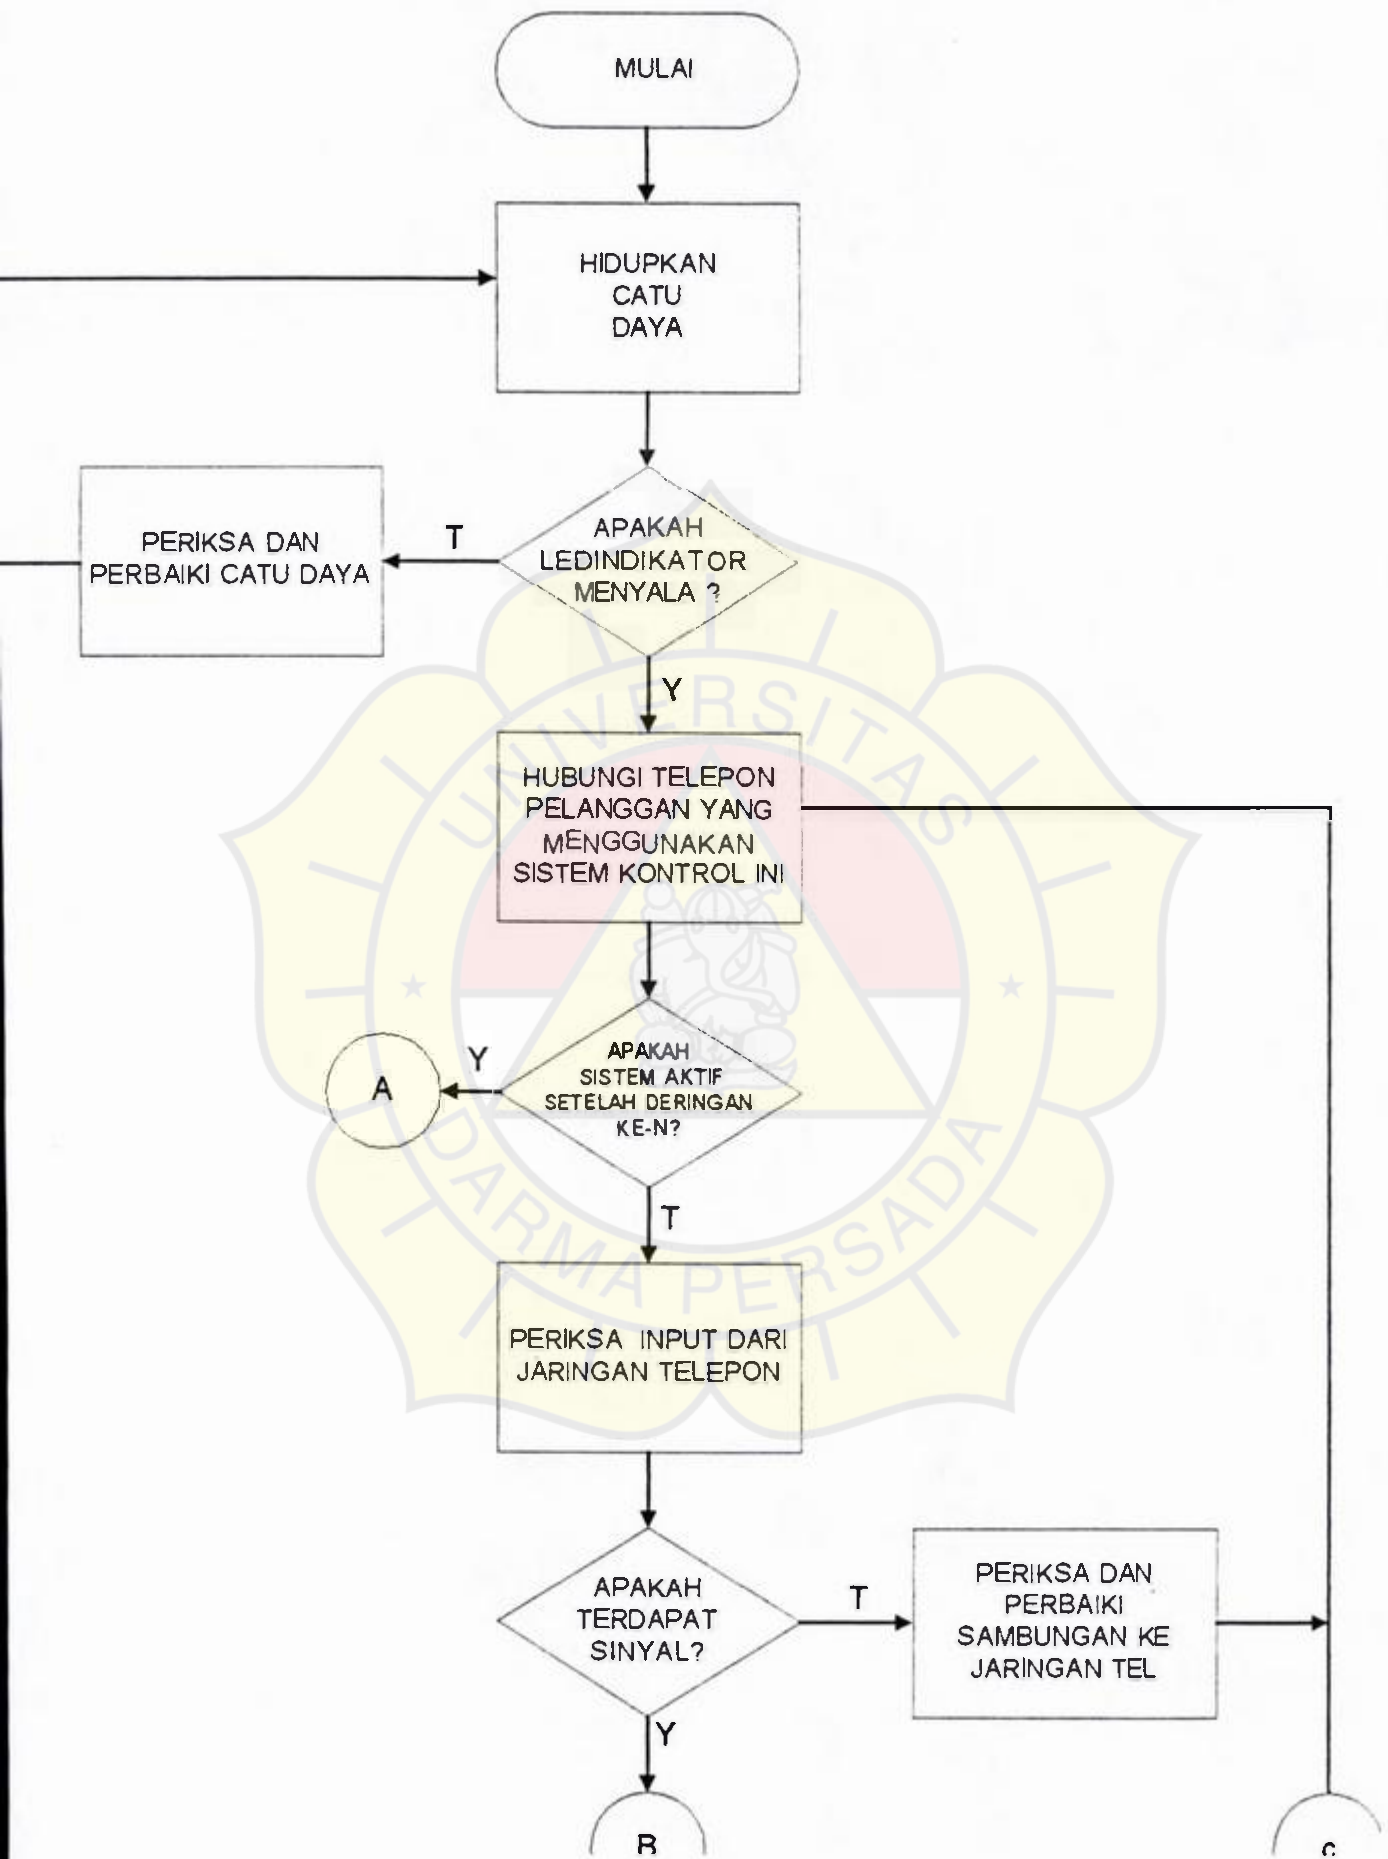 MULAI
HIDUPKAN
CATU
DAYA
APAKAH
LEDINDIKATOR
MENYALA ?
T
PERIKSA DAN
PERBAIKI CATU DAYA
Y
HUBUNGI TELEPON
PELANGGAN YANG
MENGGUNAKAN
SISTEM KONTROL INI
APAKAH
SISTEM AKTIF
SETELAH DERINGAN
KE-N?
Y
A
T
PERIKSA INPUT DARI
JARINGAN TELEPON
APAKAH
TERDAPAT
SINYAL?
T
PERIKSA DAN
PERBAIKI
SAMBUNGAN KE
JARINGAN TEL
Y
B
c
UNIVERSITAS
DARMA PERSADA